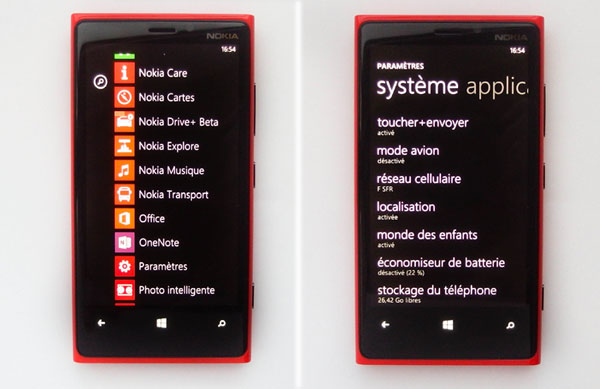 NOKIA
16:54
Nokia Care
Nokia Cartes
Nokia Drive+ Beta
Nokia Explore
Nokia Musique
Nokia Transport
Office
OneNote
Paramètres
Photo intelligente
NOKIA
16:54
PARAMÈTRES
système applica
toucher+envoyer
activé
mode avion
désactivé
réseau cellulaire
F SFR
localisation
activée
monde des enfants
activé
économiseur de batterie
désactivé (22 %)
stockage du téléphone
26,42 Go libres